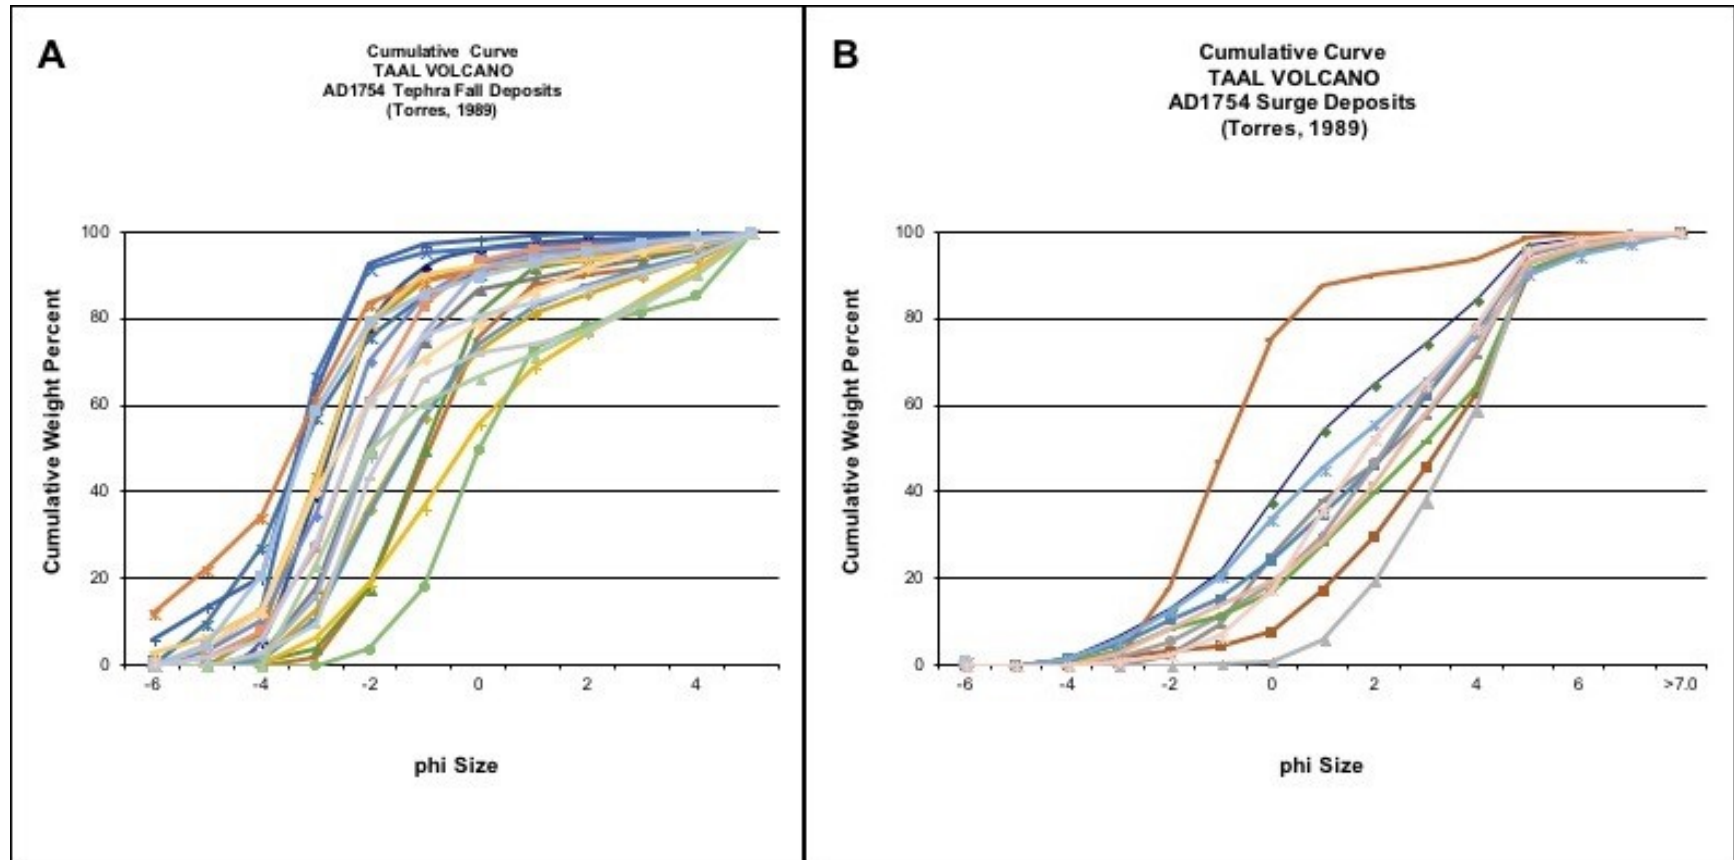 A
Cumulative Curve
TAAL VOLCANO
AD1754 Tephra Fall Deposits
(Torres, 1989)
Cumulative Weight Percent
100
80
60
40
20
0
-6
-4
-2
0
2
4
phi Size
B
Cumulative Curve
TAAL VOLCANO
AD1754 Surge Deposits
(Torres, 1989)
Cumulative Weight Percent
100
80
60
40
20
0
-6
-4
-2
0
2
4
6
>7.0
phi Size